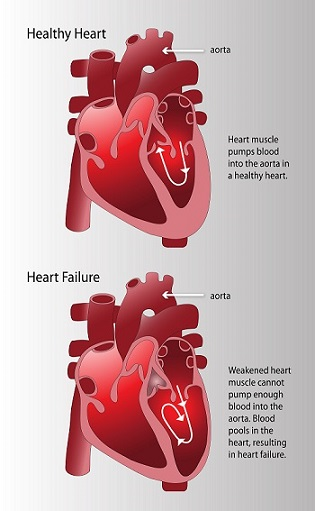 Healthy Heart
aorta
Heart muscle
pumps blood
into the aorta in
a healthy heart.
Heart Failure
aorta
Weakened heart
muscle cannot
pump enough
blood into the
aorta. Blood
pools in the
heart, resulting
in heart failure.